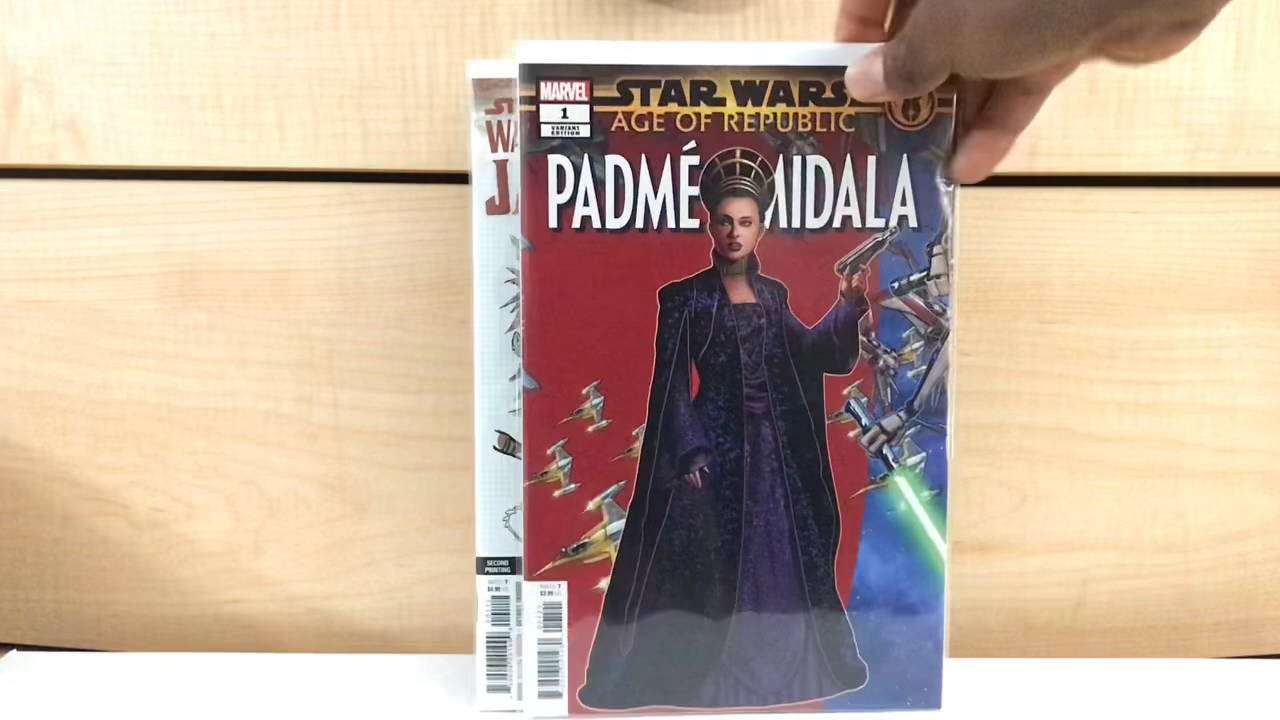 MARVEL
1
VARIANT
EDITION
STAR WARS
AGE OF REPUBLIC
PADMÉ AMIDALA
SECOND
PRINTING